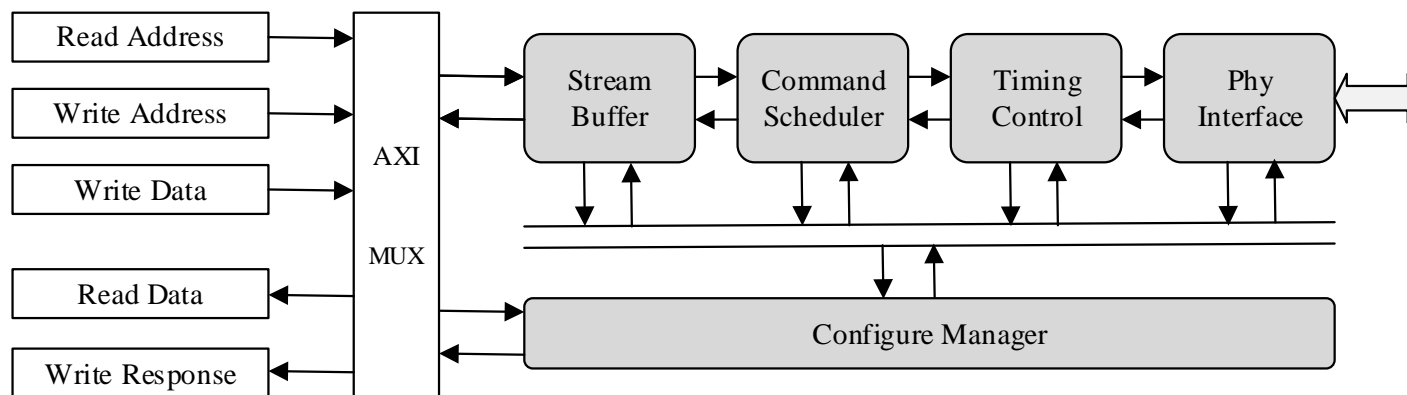 Read Address
Write Address
Write Data
Read Data
Write Response
AXI
MUX
Stream
Buffer
Command
Scheduler
Timing
Control
Phy
Interface
Configure Manager